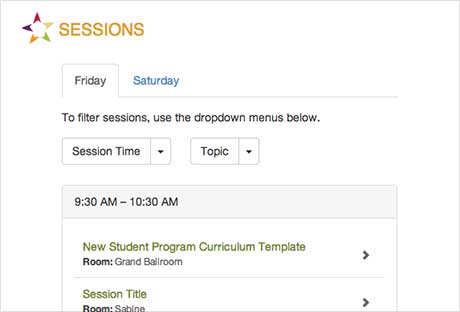 SESSIONS
Friday Saturday
To filter sessions, use the dropdown menus below.
Session Time Topic
9:30 AM – 10:30 AM
New Student Program Curriculum Template
Room: Grand Ballroom
Session Title
Room: Sabine